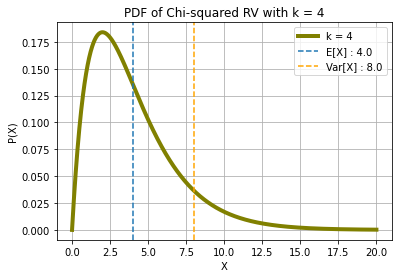 PDF of Chi-squared RV with k = 4
k = 4
E[X] : 4.0
Var[X] : 8.0
P(X)
0.175
0.150
0.125
0.100
0.075
0.050
0.025
0.000
0.0 2.5 5.0 7.5 10.0 12.5 15.0 17.5 20.0
X